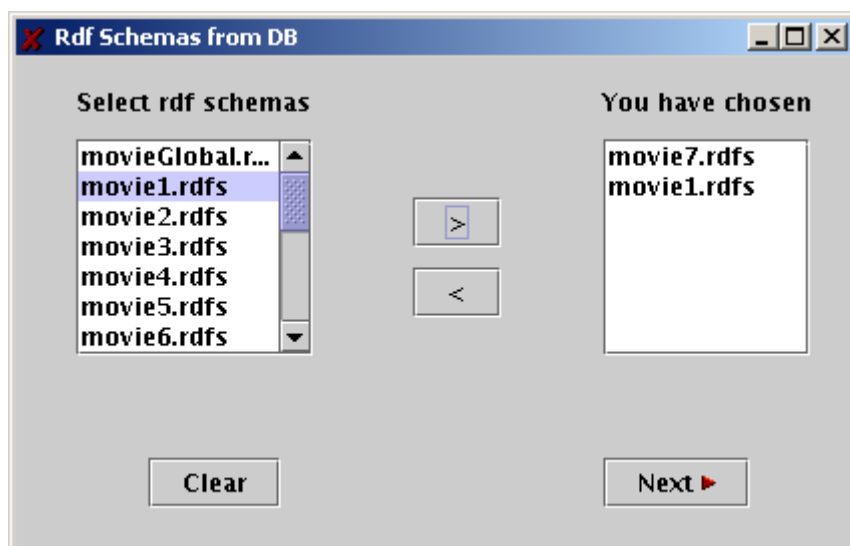 Rdf Schemas from DB
Select rdf schemas
movieGlobal.r...
movie1.rdfs
movie2.rdfs
movie3.rdfs
movie4.rdfs
movie5.rdfs
movie6.rdfs
>
<
You have chosen
movie7.rdfs
movie1.rdfs
Clear
Next